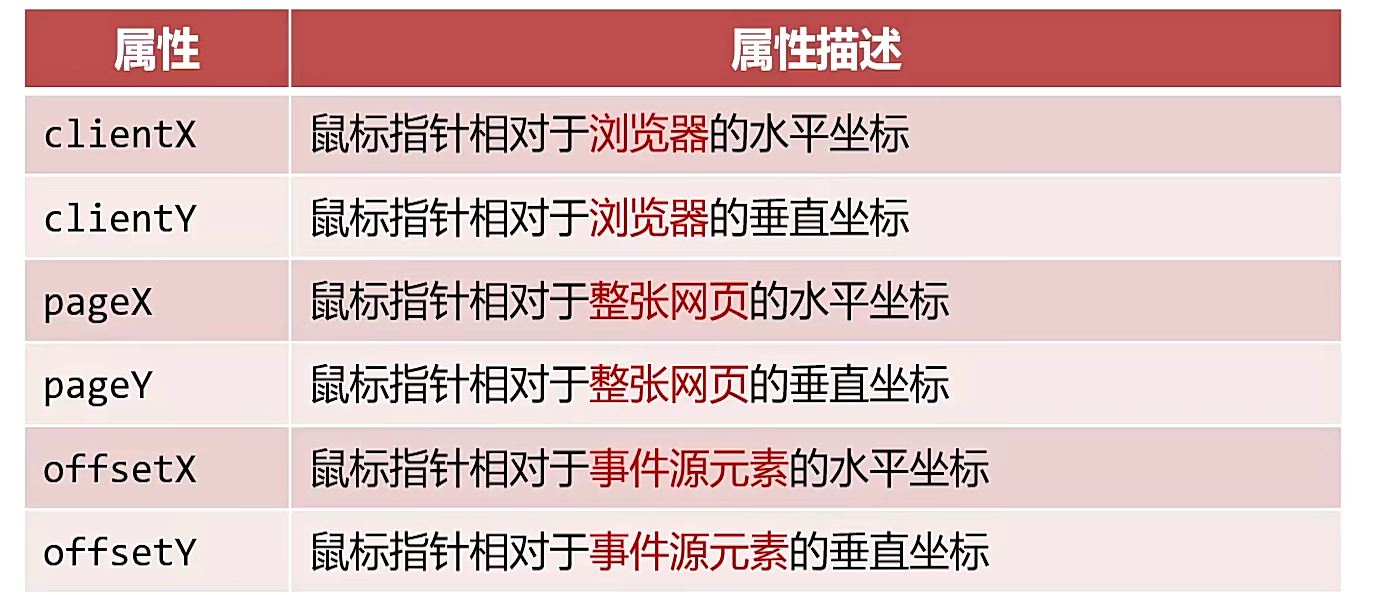 属性 属性描述
clientX 鼠标指针相对于浏览器的水平坐标
clientY 鼠标指针相对于浏览器的垂直坐标
pageX 鼠标指针相对于整张网页的水平坐标
pageY 鼠标指针相对于整张网页的垂直坐标
offsetX 鼠标指针相对于事件源元素的水平坐标
offsetY 鼠标指针相对于事件源元素的垂直坐标